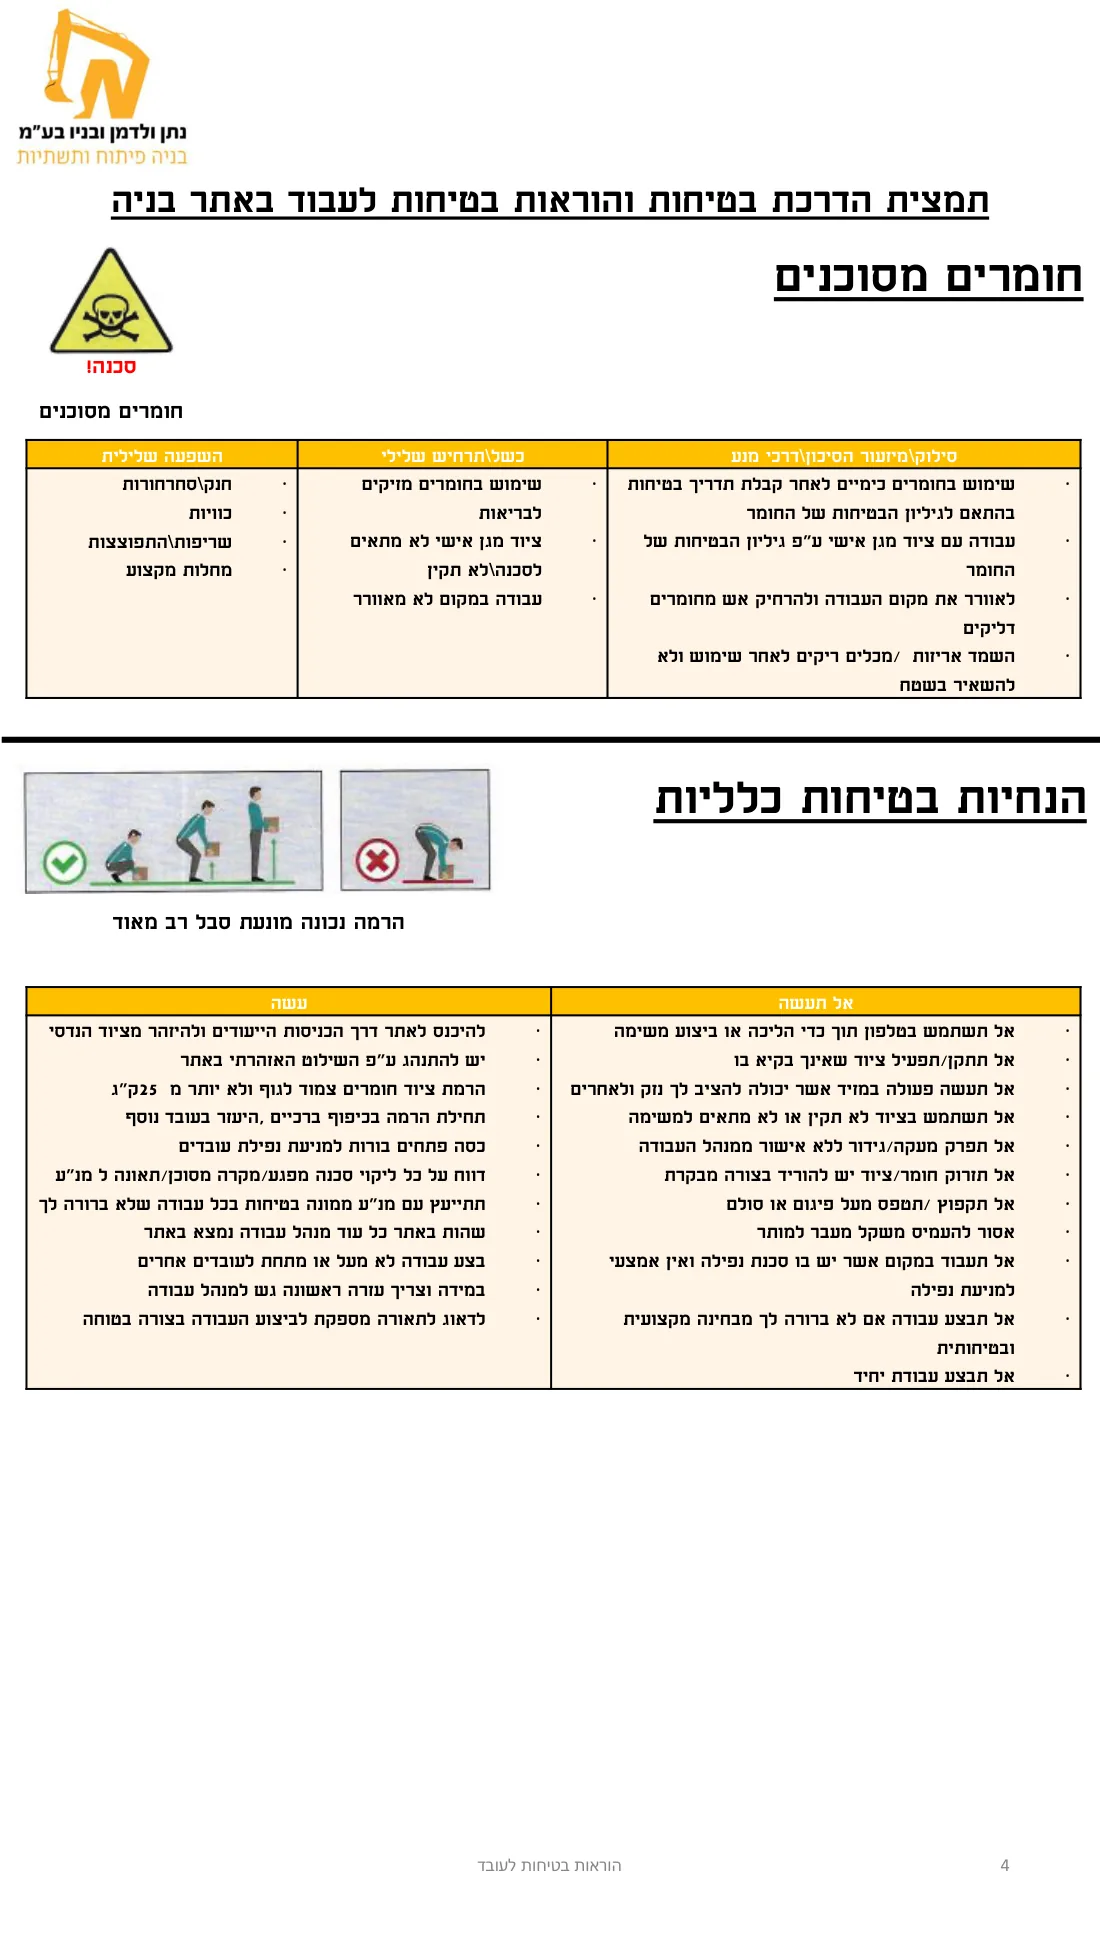 נתן ולדמן ובניו בע"מ
בניה פיתוח ותשתיות
תמצית הדרכת בטיחות והוראות בטיחות לעבוד באתר בניה
חומרים מסוכנים
סכנה!
חומרים מסוכנים
סילוק\מיזעור הסיכון\דרכי מנע
· שימוש בחומרים כימיים לאחר קבלת תדריך בטיחות
בהתאם לגיליון הבטיחות של החומר
· עבודה עם ציוד מגן אישי ע"פ גיליון הבטיחות של
החומר
· לאוורר את מקום העבודה ולהרחיק אש מחומרים
דליקים
· השמד אריזות /מכלים ריקים לאחר שימוש ולא
להשאיר בשטח
כשל\תרחיש שלילי
· שימוש בחומרים מזיקים
לבריאות
· ציוד מגן אישי לא מתאים
לסכנה\לא תקין
· עבודה במקום לא מאוורר
השפעה שלילית
· חנק\סחרחורות
· כוויות
· שריפות\התפוצצות
· מחלות מקצוע
הנחיות בטיחות כלליות
הרמה נכונה מונעת סבל רב מאוד
אל תעשה
· אל תשתמש בטלפון תוך כדי הליכה או ביצוע משימה
· אל תתקן/תפעיל ציוד שאינך בקיא בו
· אל תעשה פעולה במזיד אשר יכולה להציב לך נזק ולאחרים
· אל תשתמש בציוד לא תקין או לא מתאים למשימה
· אל תפרק מעקה/גידור ללא אישור ממנהל העבודה
· אל תזרוק חומר/ציוד יש להוריד בצורה מבקרת
· אל תקפוץ /תטפס מעל פיגום או סולם
· אסור להעמיס משקל מעבר למותר
· אל תעבוד במקום אשר יש בו סכנת נפילה ואין אמצעי
למניעת נפילה
· אל תבצע עבודה אם לא ברורה לך מבחינה מקצועית
ובטיחותית
· אל תבצע עבודת יחיד
עשה
· להיכנס לאתר דרך הכניסות הייעודים ולהיזהר מציוד הנדסי
· יש להתנהג ע"פ השילוט האזהרתי באתר
· הרמת ציוד חומרים צמוד לגוף ולא יותר מ 25ק"ג
· תחילת הרמה בכיפוף ברכיים ,היעזר בעובד נוסף
· כסה פתחים בורות למניעת נפילת עובדים
· דווח על כל ליקוי סכנה מפגע/מקרה מסוכן/תאונה ל מנ"ע
· תתייעץ עם מנ"ע ממונה בטיחות בכל עבודה שלא ברורה לך
· שהות באתר כל עוד מנהל עבודה נמצא באתר
· בצע עבודה לא מעל או מתחת לעובדים אחרים
· במידה וצריך עזרה ראשונה גש למנהל עבודה
· לדאוג לתאורה מספקת לביצוע העבודה בצורה בטוחה
הוראות בטיחות לעובד
4